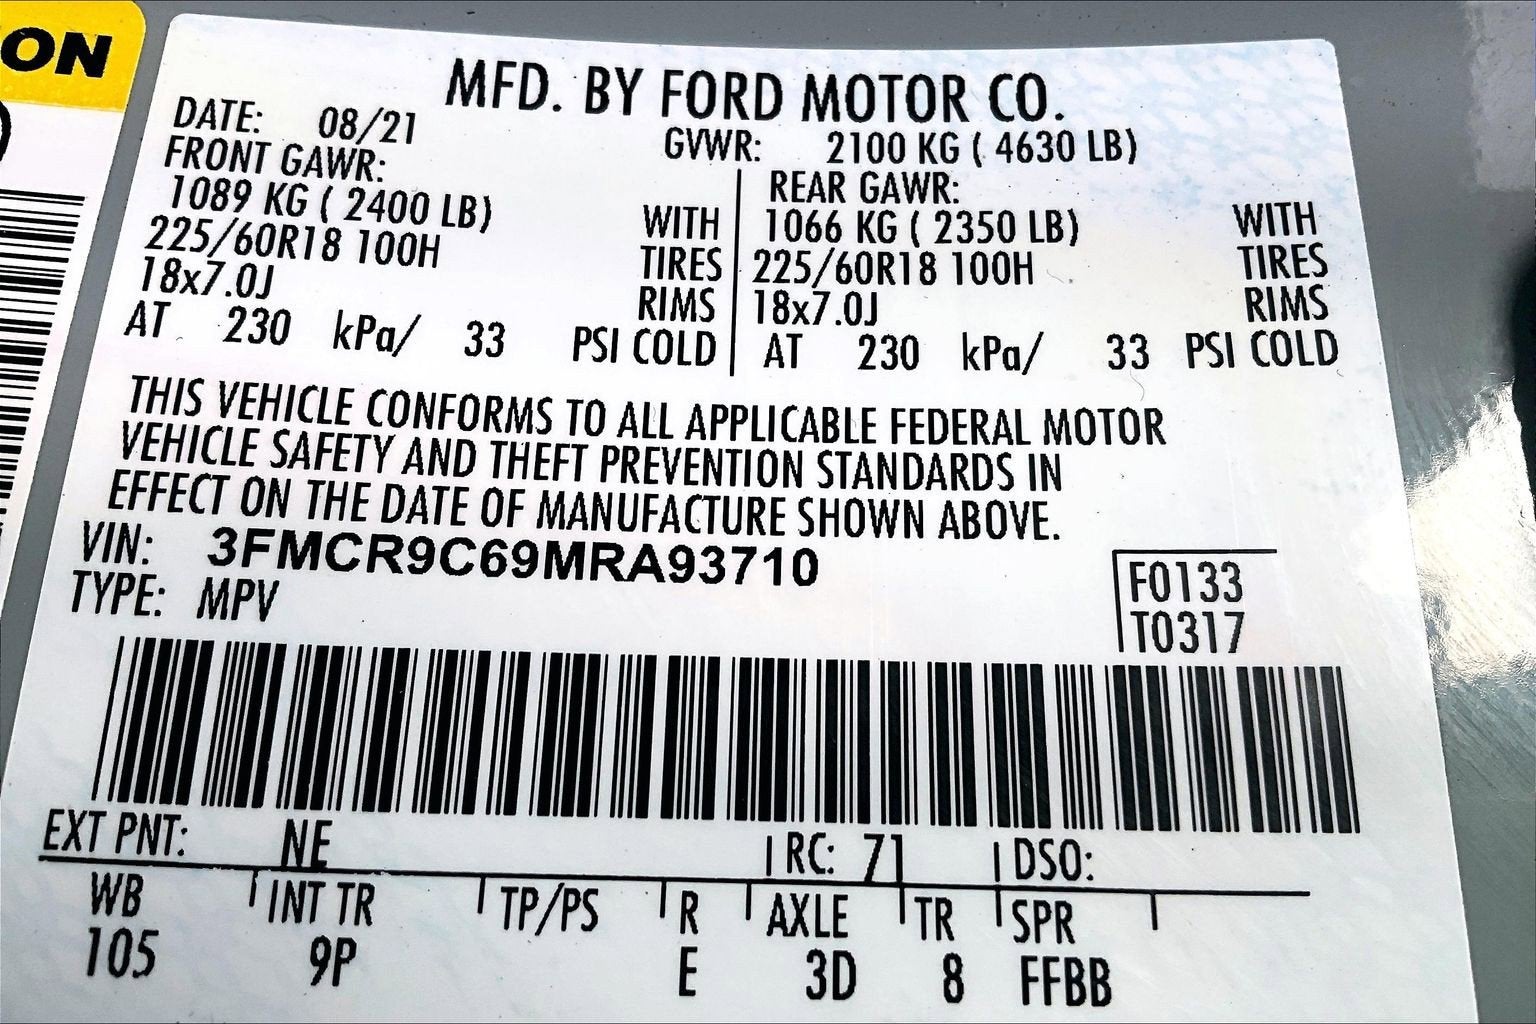 ON
MFD. BY FORD MOTOR CO.
DATE: 08/21 GVWR: 2100 KG ( 4630 LB)
FRONT GAWR: REAR GAWR:
1089 KG ( 2400 LB) WITH 1066 KG ( 2350 LB) WITH
225/60R18 100H TIRES 225/60R18 100H TIRES
18x7.0J RIMS 18x7.0J RIMS
AT 230 kPa/ 33 PSI COLD AT 230 kPa/ 33 PSI COLD
THIS VEHICLE CONFORMS TO ALL APPLICABLE FEDERAL MOTOR
VEHICLE SAFETY AND THEFT PREVENTION STANDARDS IN
EFFECT ON THE DATE OF MANUFACTURE SHOWN ABOVE.
VIN: 3FMCR9C69MRA93710
TYPE: MPV
F0133
T0317
EXT PNT: NE RC: 71 DSO:
WB INT TR TP/PS R AXLE TR SPR
105 9P E 3D 8 FFBB